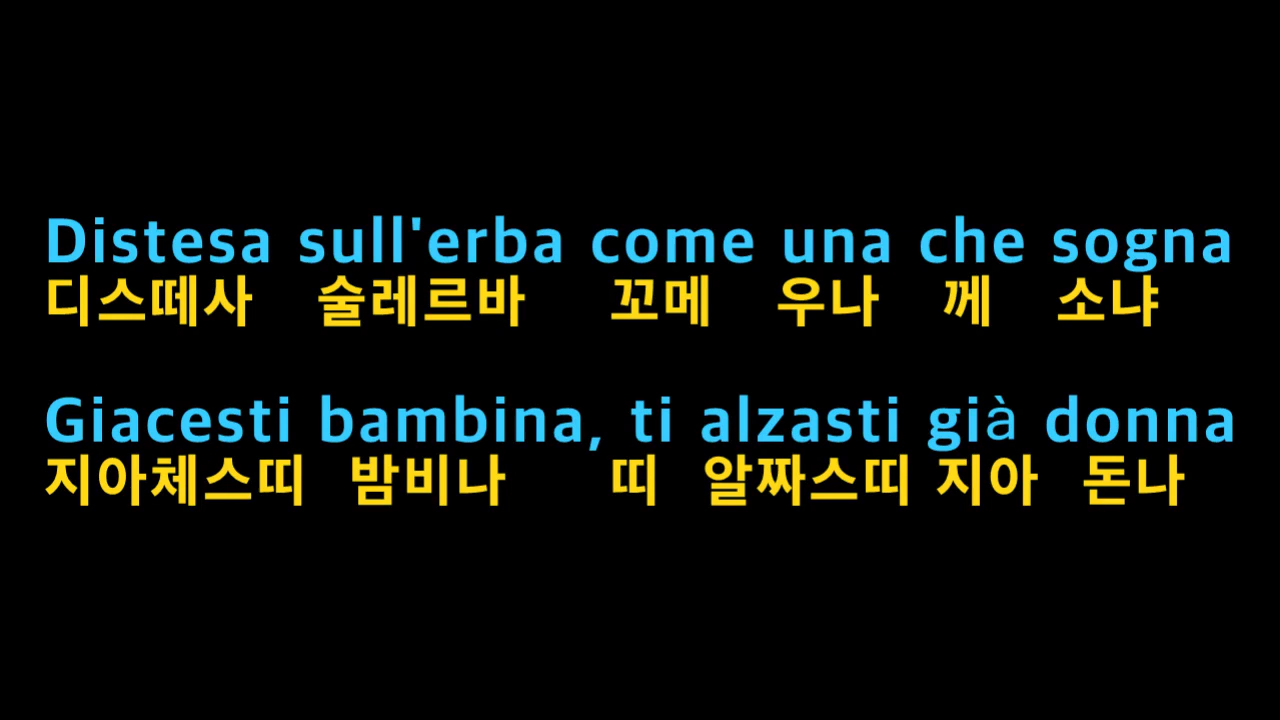 Distesa sull'erba come una che sogna
디스떼사 술레르바 꼬메 우나 께 소냐
Giacesti bambina, ti alzasti già donna
지아체스띠 밤비나 띠 알짜스띠 지아 돈나